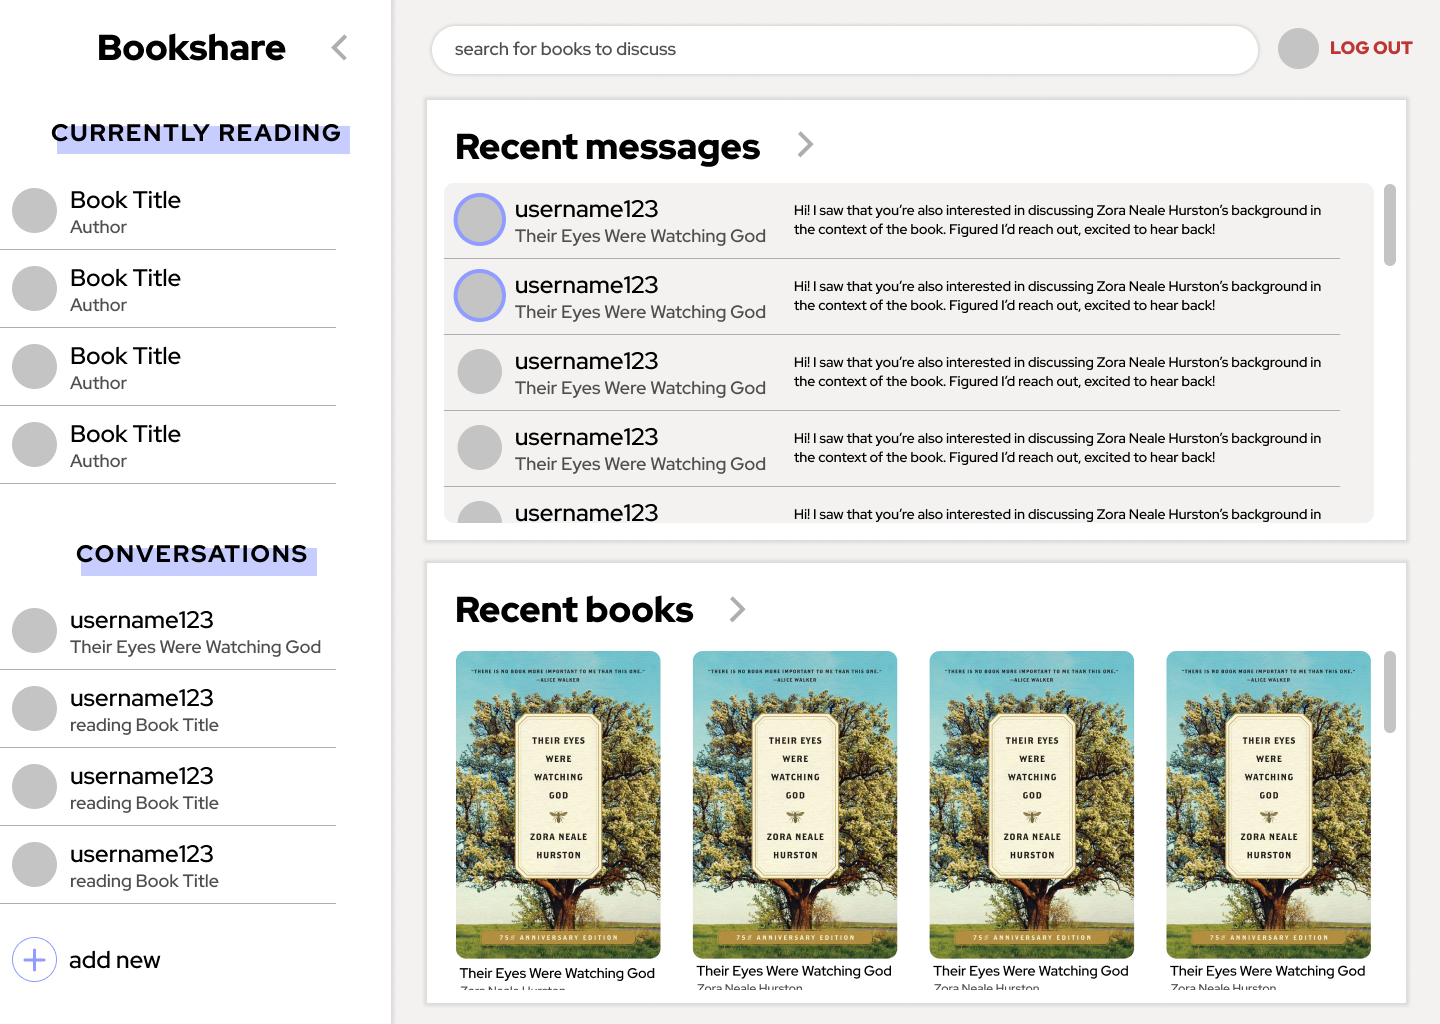 Bookshare
CURRENTLY READING
Book Title
Author
Book Title
Author
Book Title
Author
Book Title
Author
CONVERSATIONS
username123
Their Eyes Were Watching God
username123
reading Book Title
username123
reading Book Title
username123
reading Book Title
add new
search for books to discuss
LOG OUT
Recent messages
username123
Their Eyes Were Watching God
Hi! I saw that you’re also interested in discussing Zora Neale Hurston’s background in
the context of the book. Figured I’d reach out, excited to hear back!
username123
Their Eyes Were Watching God
Hi! I saw that you’re also interested in discussing Zora Neale Hurston’s background in
the context of the book. Figured I’d reach out, excited to hear back!
username123
Their Eyes Were Watching God
Hi! I saw that you’re also interested in discussing Zora Neale Hurston’s background in
the context of the book. Figured I’d reach out, excited to hear back!
username123
Their Eyes Were Watching God
Hi! I saw that you’re also interested in discussing Zora Neale Hurston’s background in
the context of the book. Figured I’d reach out, excited to hear back!
username123
Hi! I saw that you’re also interested in discussing Zora Neale Hurston’s background in
Recent books
"THERE IS NO BOOK MORE IMPORTANT TO ME THAN THIS ONE."
—ALICE WALKER
THEIR EYES
WERE
WATCHING
GOD
ZORA NEALE
HURSTON
75TH ANNIVERSARY EDITION
Their Eyes Were Watching God
Zora Neale Hurston
"THERE IS NO BOOK MORE IMPORTANT TO ME THAN THIS ONE."
—ALICE WALKER
THEIR EYES
WERE
WATCHING
GOD
ZORA NEALE
HURSTON
75TH ANNIVERSARY EDITION
Their Eyes Were Watching God
Zora Neale Hurston
"THERE IS NO BOOK MORE IMPORTANT TO ME THAN THIS ONE."
—ALICE WALKER
THEIR EYES
WERE
WATCHING
GOD
ZORA NEALE
HURSTON
75TH ANNIVERSARY EDITION
Their Eyes Were Watching God
Zora Neale Hurston
"THERE IS NO BOOK MORE IMPORTANT TO ME THAN THIS ONE."
—ALICE WALKER
THEIR EYES
WERE
WATCHING
GOD
ZORA NEALE
HURSTON
75TH ANNIVERSARY EDITION
Their Eyes Were Watching God
Zora Neale Hurston